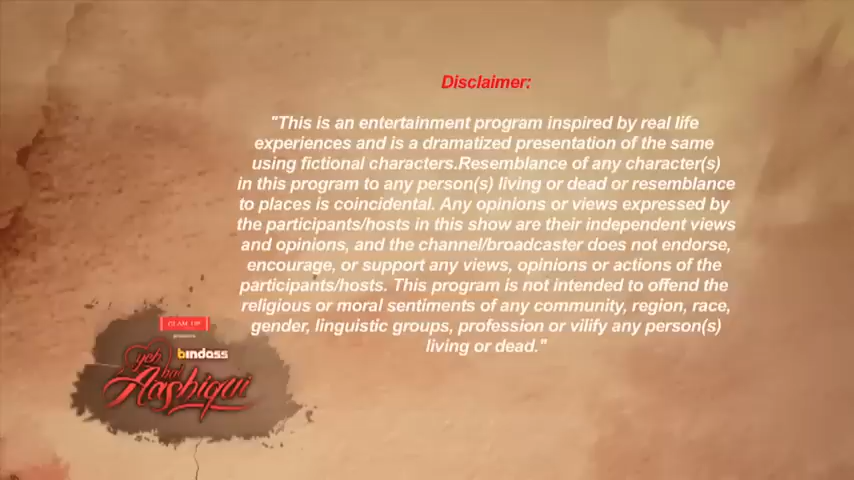 Disclaimer:
"This is an entertainment program inspired by real life
experiences and is a dramatized presentation of the same
using fictional characters.Resemblance of any character(s)
in this program to any person(s) living or dead or resemblance
to places is coincidental. Any opinions or views expressed by
the participants/hosts in this show are their independent views
and opinions, and the channel/broadcaster does not endorse,
encourage, or support any views, opinions or actions of the
participants/hosts. This program is not intended to offend the
religious or moral sentiments of any community, region, race,
gender, linguistic groups, profession or vilify any person(s)
living or dead."
GLAM UP
presents
bindass
yeh
hai
Aashiqui